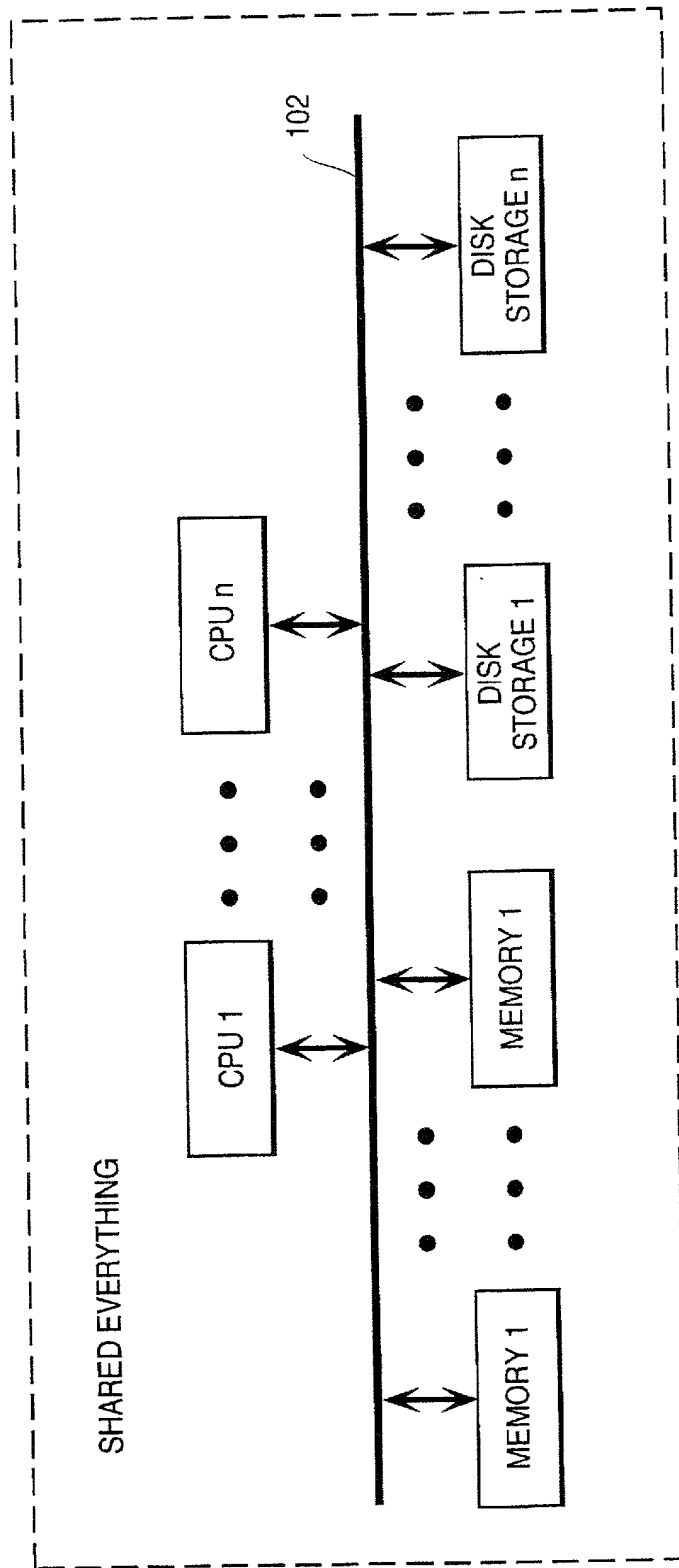 SHARED EVERYTHING
CPU 1
CPU n
102
MEMORY 1
MEMORY 1
DISK
STORAGE 1
DISK
STORAGE n